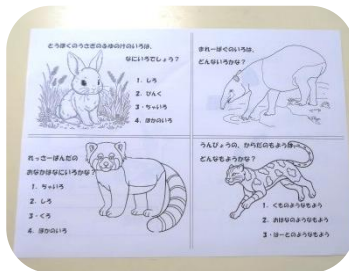 とうほくのうさぎのふゆのけのいろは、
なにいろでしょう？
1. しろ
2. ぴんく
3・ちゃいろ
4. ほかのいろ
まれーばくのいろは、
どんないろかな？
れっさーぱんだの
おなかはなにいろかな？
1. ちゃいろ
2. しろ
3・くろ
4. ほかのいろ
うんぴょうの、からだのもようは、
どんなもようかな？
1. くものようなもよう
2. おはなのようなもよう
3・はーとのようなもよう